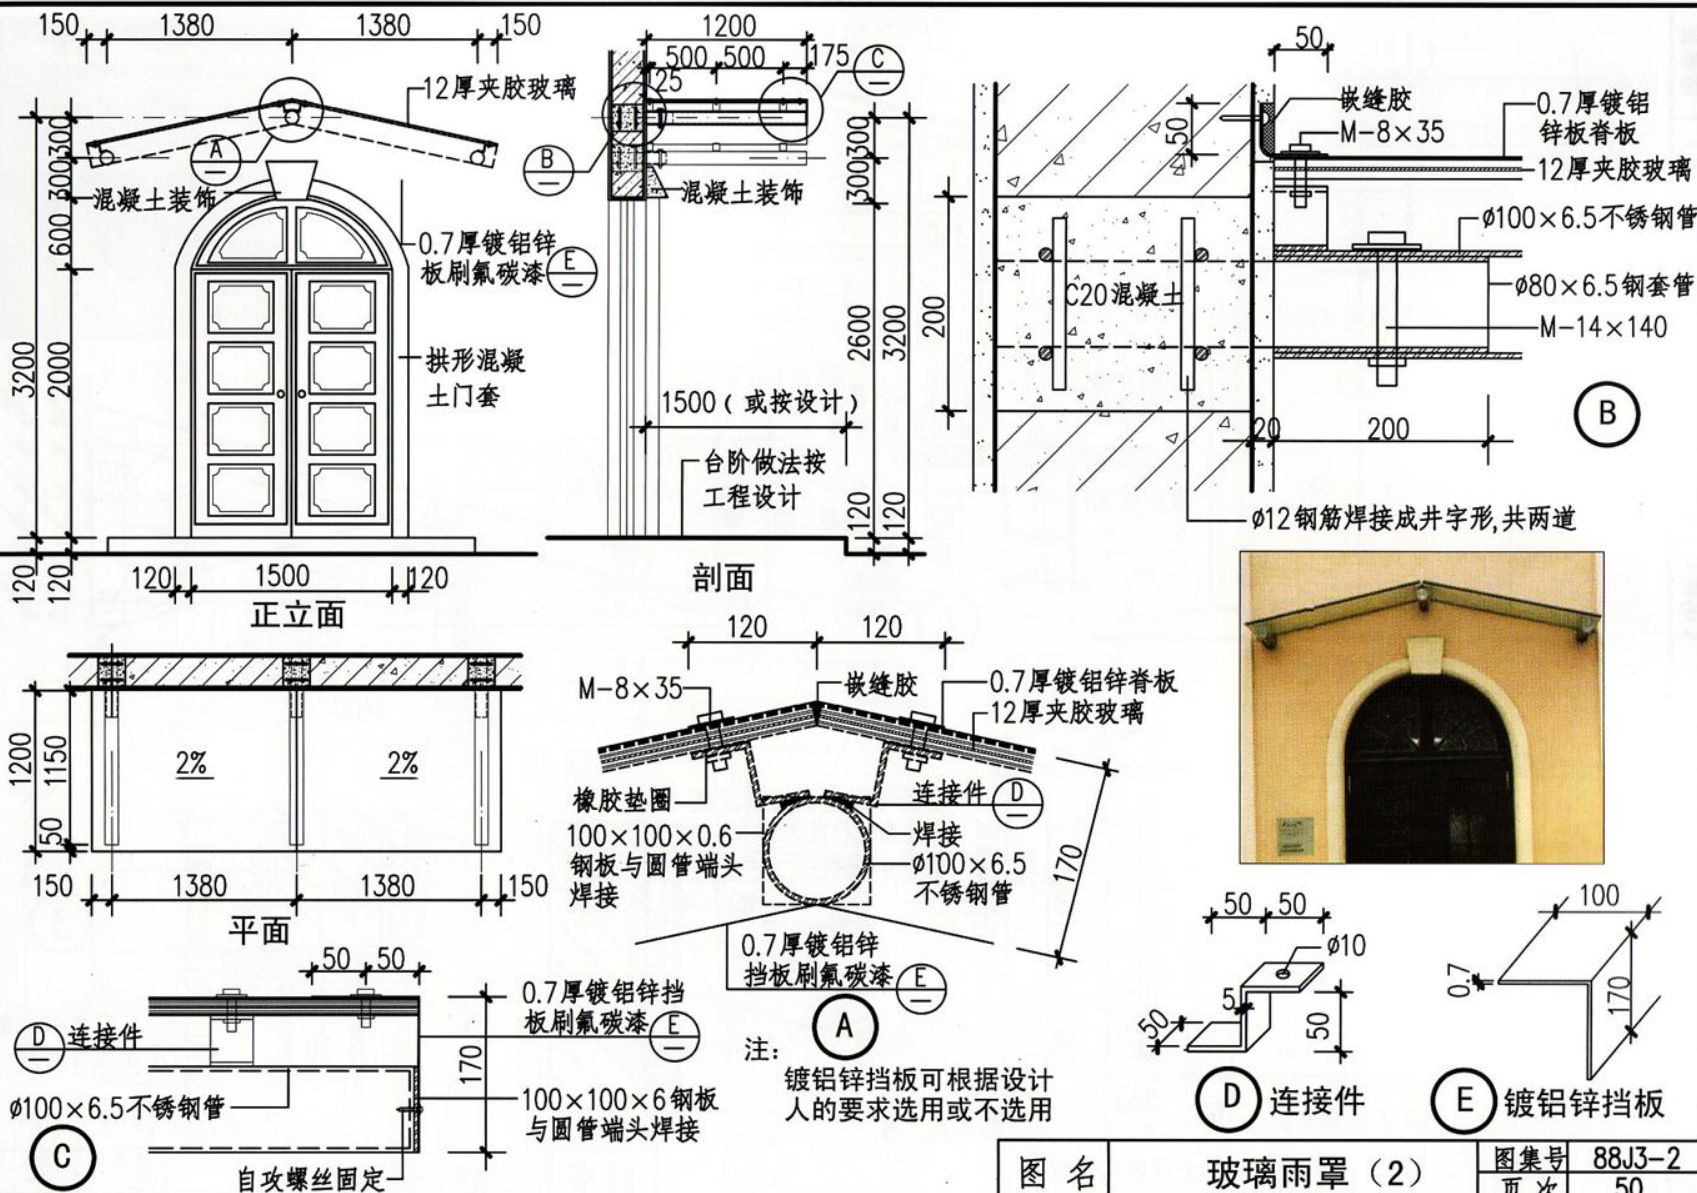 150 1380 1380 150
12厚夹胶玻璃
A
混凝土装饰
0.7厚镀铝锌
板刷氟碳漆
E
拱形混凝
土门套
300
300
600
2000
3200
120
120
120 1500 120
正立面
1200
500 500 175
25
C
B
混凝土装饰
300
300
2600
3200
1500(或按设计)
台阶做法按
工程设计
120
120
剖面
50
嵌缝胶
M-8×35
0.7厚镀铝
锌板脊板
12厚夹胶玻璃
50
ø100×6.5不锈钢管
ø80×6.5钢套管
M-14×140
C20混凝土
200
20 200
B
ø12钢筋焊接成井字形,共两道
1200
1150
50
2% 2%
150 1380 1380 150
平面
120 120
M-8×35
嵌缝胶
0.7厚镀铝锌脊板
12厚夹胶玻璃
橡胶垫圈
100×100×0.6
钢板与圆管端头
焊接
连接件
D
焊接
ø100×6.5
不锈钢管
170
0.7厚镀铝锌
挡板刷氟碳漆
E
A
注:
镀铝锌挡板可根据设计
人的要求选用或不选用
50 50
0.7厚镀铝锌挡
板刷氟碳漆
E
D
连接件
170
ø100×6.5不锈钢管
100×100×6钢板
与圆管端头焊接
C
自攻螺丝固定
50 50
ø10
5
50
50
D 连接件
100
0.7
170
E 镀铝锌挡板
图名
玻璃雨罩(2)
图集号 88J3-2
页次 50